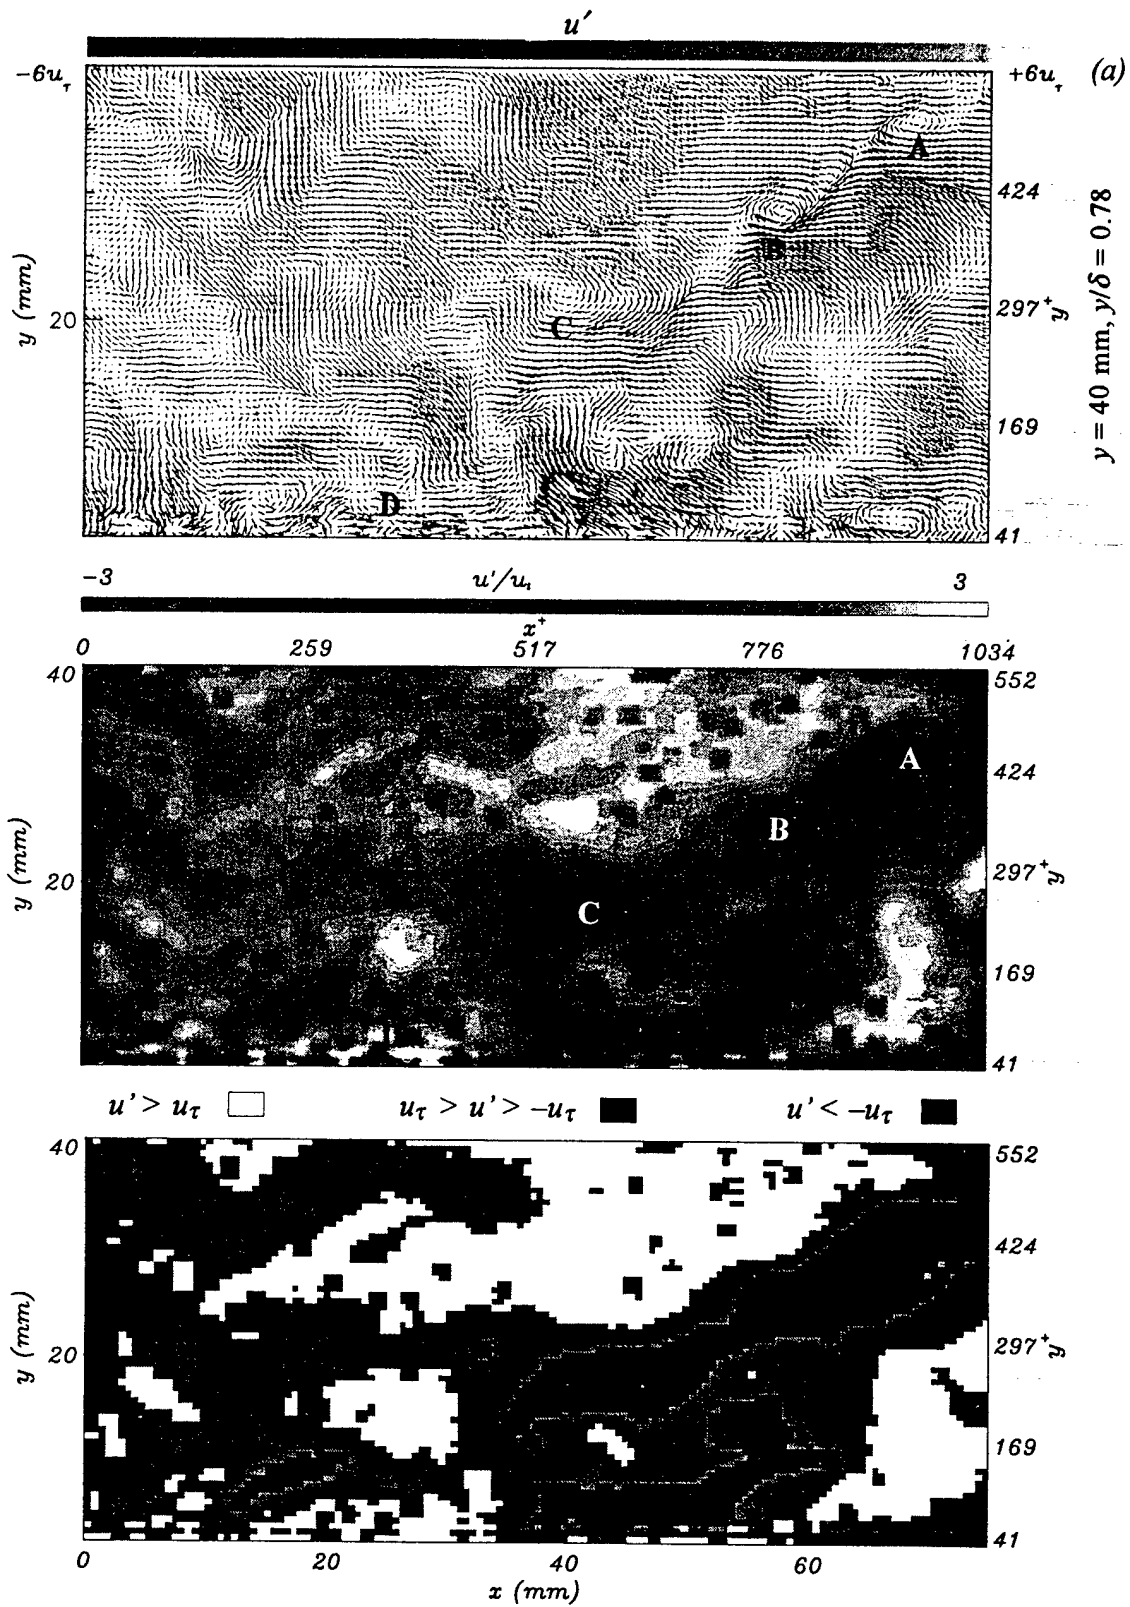 u'
−6uτ +6uτ (a)
A
424
B
y (mm) 20 C 297 y+
169
D
41
y = 40 mm, y/δ = 0.78
−3 u'/uτ 3
x+
0 259 517 776 1034
40 552
A
424
B
y (mm) 20 297 y+
C
169
41
u' > uτ uτ > u' > −uτ u' < −uτ
40 552
424
y (mm) 20 297 y+
169
41
0 20 40 60
x (mm)